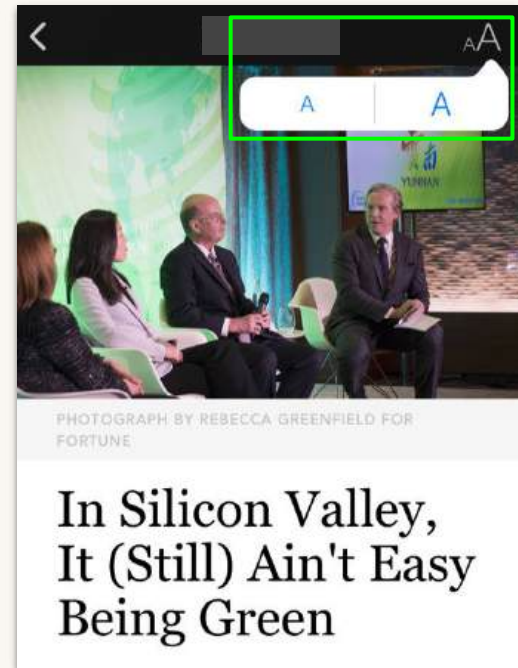 AA
A A
YUNNAN
PHOTOGRAPH BY REBECCA GREENFIELD FOR
FORTUNE
In Silicon Valley,
It (Still) Ain't Easy
Being Green